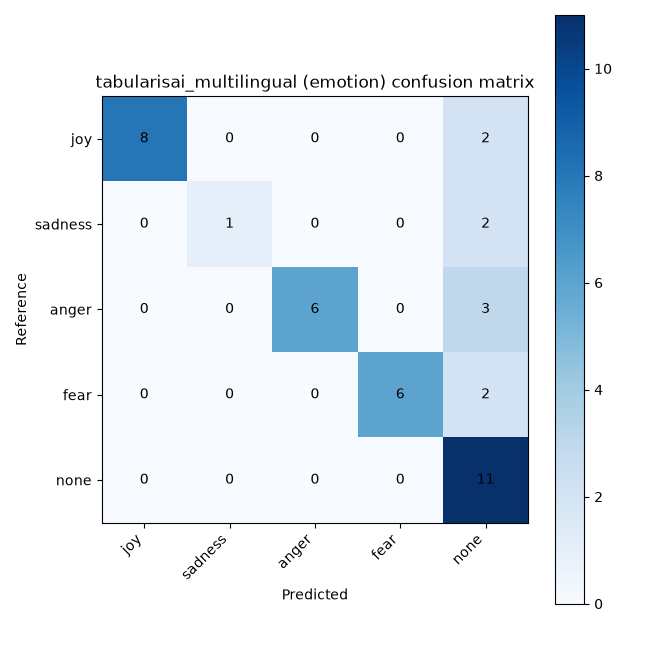 tabularisai_multilingual (emotion) confusion matrix
joy 8 0 0 0 2
sadness 0 1 0 0 2
anger 0 0 6 0 3
fear 0 0 0 6 2
none 0 0 0 0 11
joy sadness anger fear none
Predicted
Reference
10
8
6
4
2
0